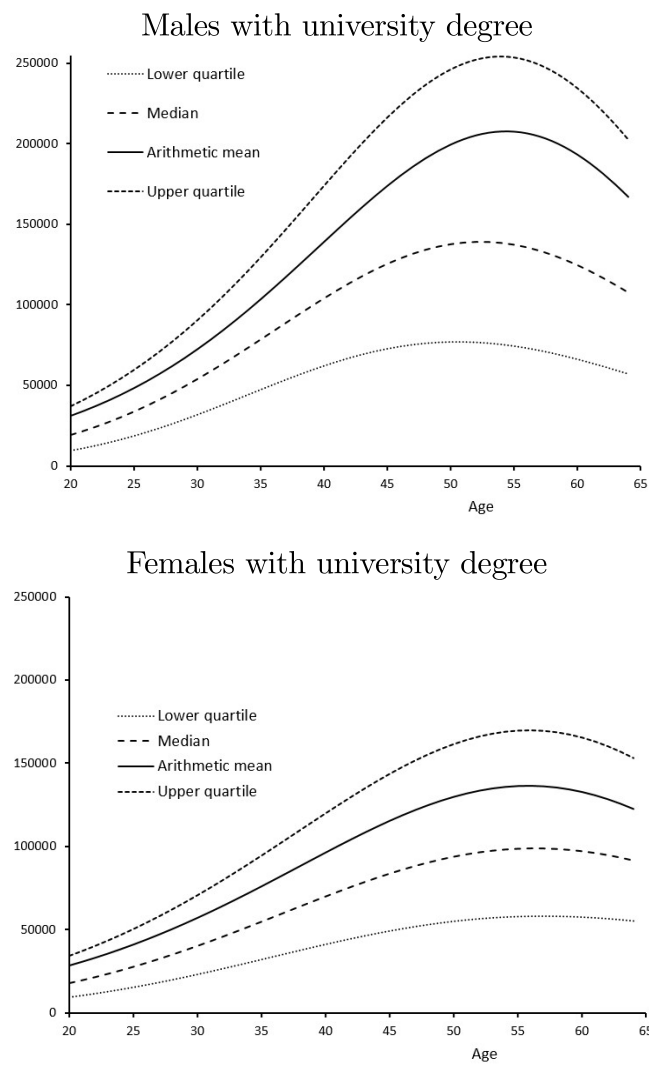 Males with university degree
250000
Lower quartile
Median
200000
Arithmetic mean
Upper quartile
150000
100000
50000
0
20 25 30 35 40 45 50 55 60 65
Age
Females with university degree
250000
200000
Lower quartile
Median
Arithmetic mean
150000
Upper quartile
100000
50000
0
20 25 30 35 40 45 50 55 60 65
Age